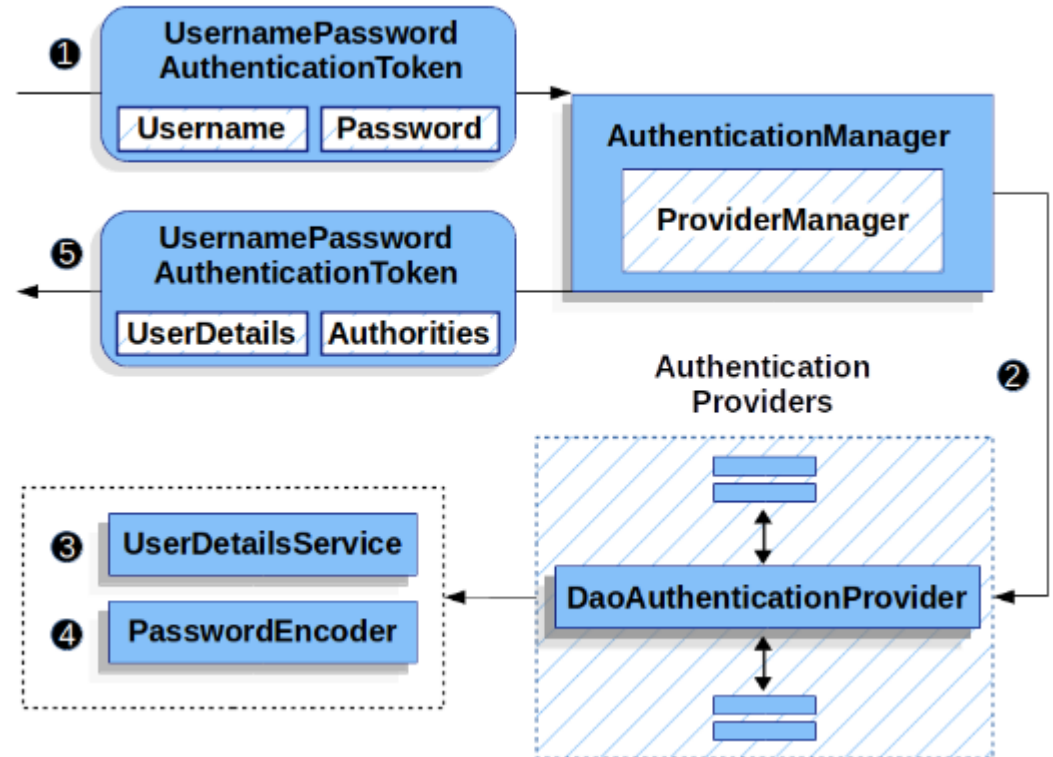 ❶
UsernamePassword
AuthenticationToken
Username
Password
AuthenticationManager
ProviderManager
❺
UsernamePassword
AuthenticationToken
UserDetails
Authorities
❷
Authentication
Providers
DaoAuthenticationProvider
❸
UserDetailsService
❹
PasswordEncoder